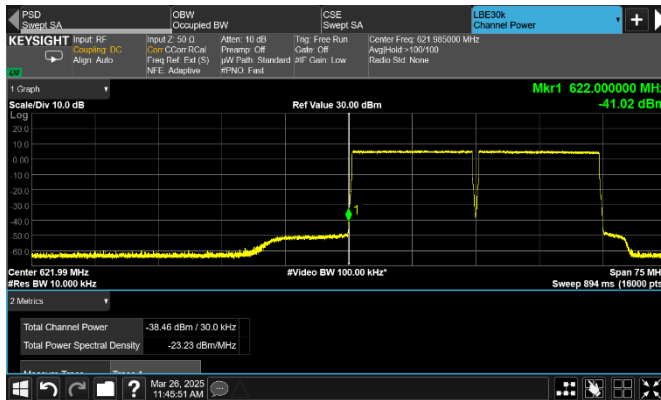 PSD
Swept SA
OBW
Occupied BW
CSE
Swept SA
LBE30k
Channel Power
KEYSIGHT
Input: RF
Coupling: DC
Align: Auto
Input Z: 50 Ω
Corr CCorr RCal
Freq Ref: Ext (S)
NFE: Adaptive
Atten: 10 dB
Preamp: Off
µW Path: Standard
#PNO: Fast
Trig: Free Run
Gate: Off
#IF Gain: Low
Center Freq: 621.985000 MHz
Avg|Hold:>100/100
Radio Std: None
LU
1 Graph
Mkr1 622.000000 MHz
Scale/Div 10.0 dB
Ref Value 30.00 dBm
-41.02 dBm
Log
20.0
10.0
0.00
-10.0
-20.0
-30.0
-40.0
-50.0
-60.0
1
Center 621.99 MHz
#Video BW 100.00 kHz*
Span 75 MH
#Res BW 10.000 kHz
Sweep 894 ms (16000 pts
2 Metrics
Total Channel Power
-38.46 dBm / 30.0 kHz
Total Power Spectral Density
-23.23 dBm/MHz
?
Mar 26, 2025
11:45:51 AM